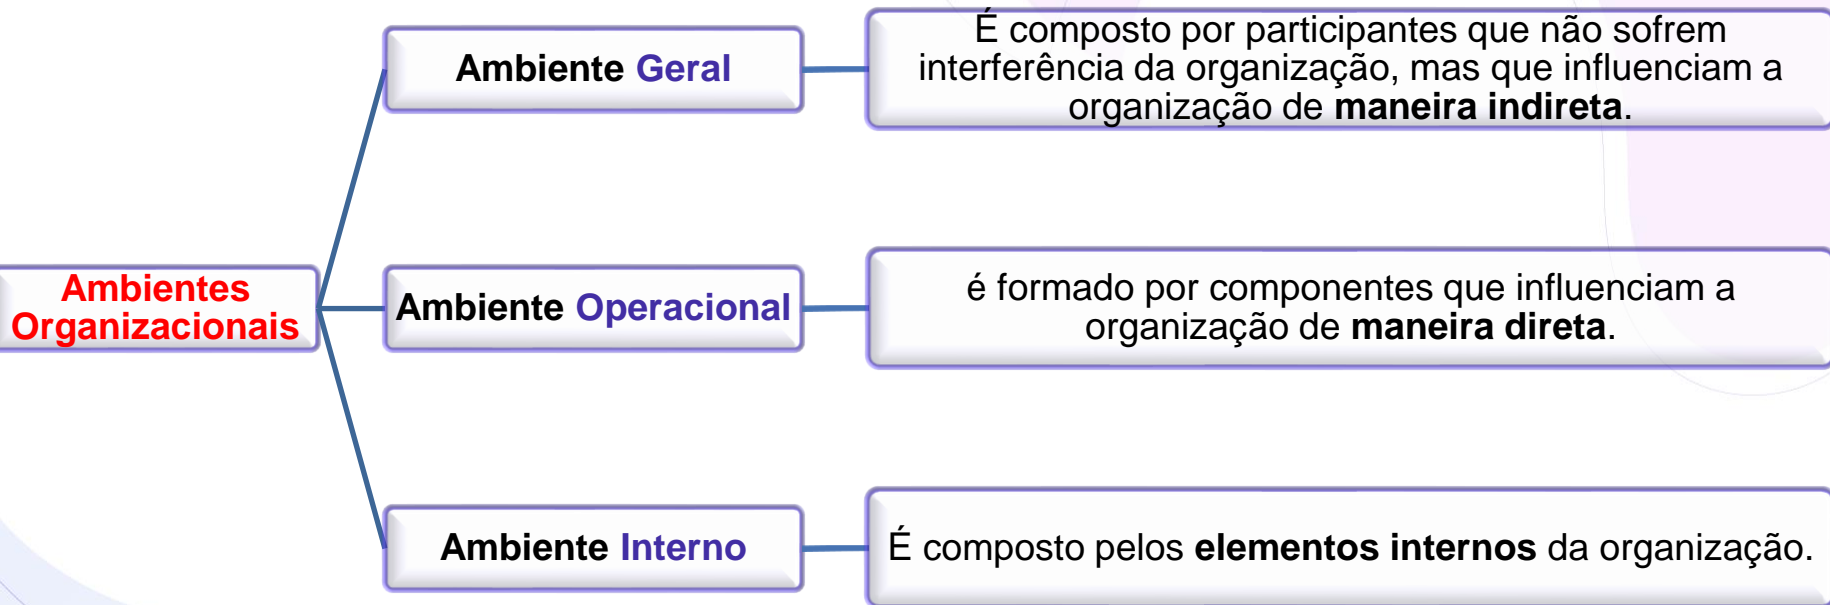 Ambientes
Organizacionais
Ambiente Geral
É composto por participantes que não sofrem
interferência da organização, mas que influenciam a
organização de maneira indireta.
Ambiente Operacional
é formado por componentes que influenciam a
organização de maneira direta.
Ambiente Interno
É composto pelos elementos internos da organização.